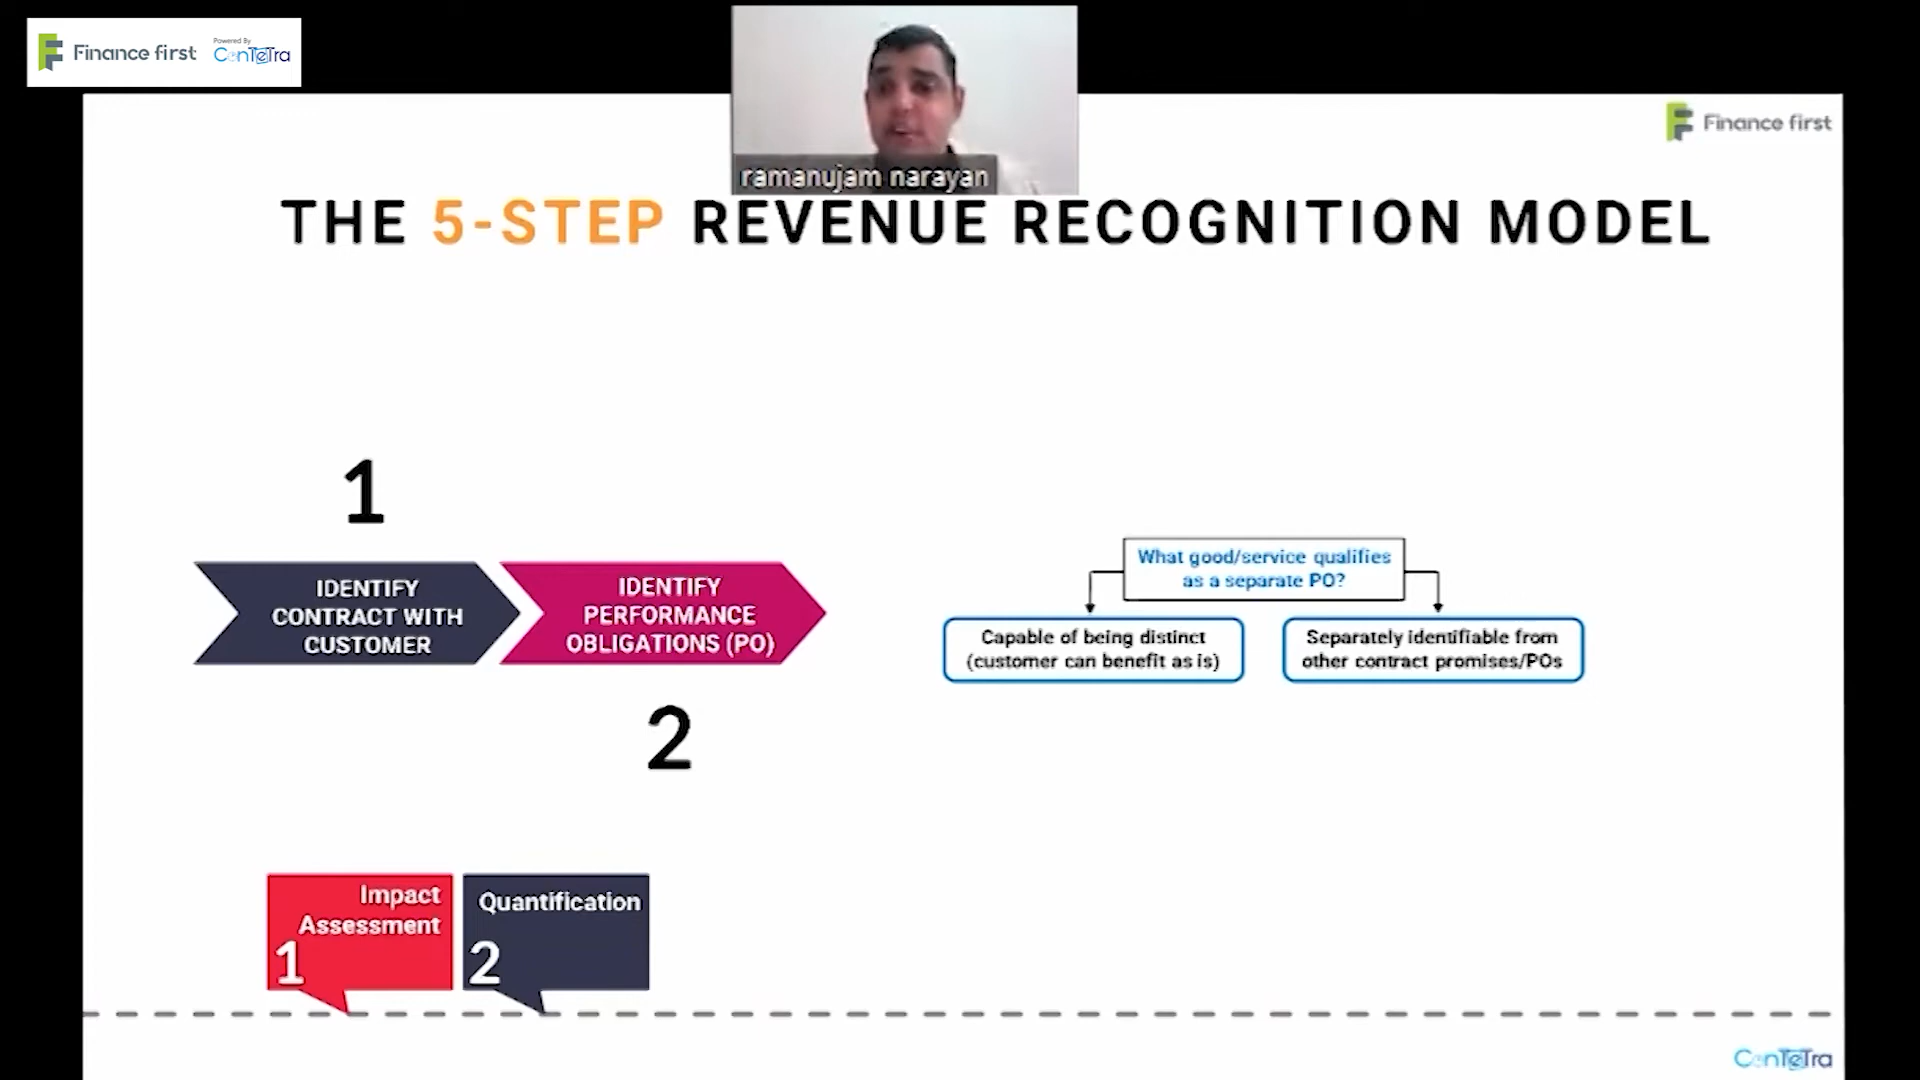 Finance first
Powered By
ConTeTra
ramanujam narayan
Finance first
THE 5-STEP REVENUE RECOGNITION MODEL
1
IDENTIFY
CONTRACT WITH
CUSTOMER
IDENTIFY
PERFORMANCE
OBLIGATIONS (PO)
2
What good/service qualifies
as a separate PO?
Capable of being distinct
(customer can benefit as is)
Separately identifiable from
other contract promises/POs
Impact
Assessment
1
Quantification
2
ConTeTra